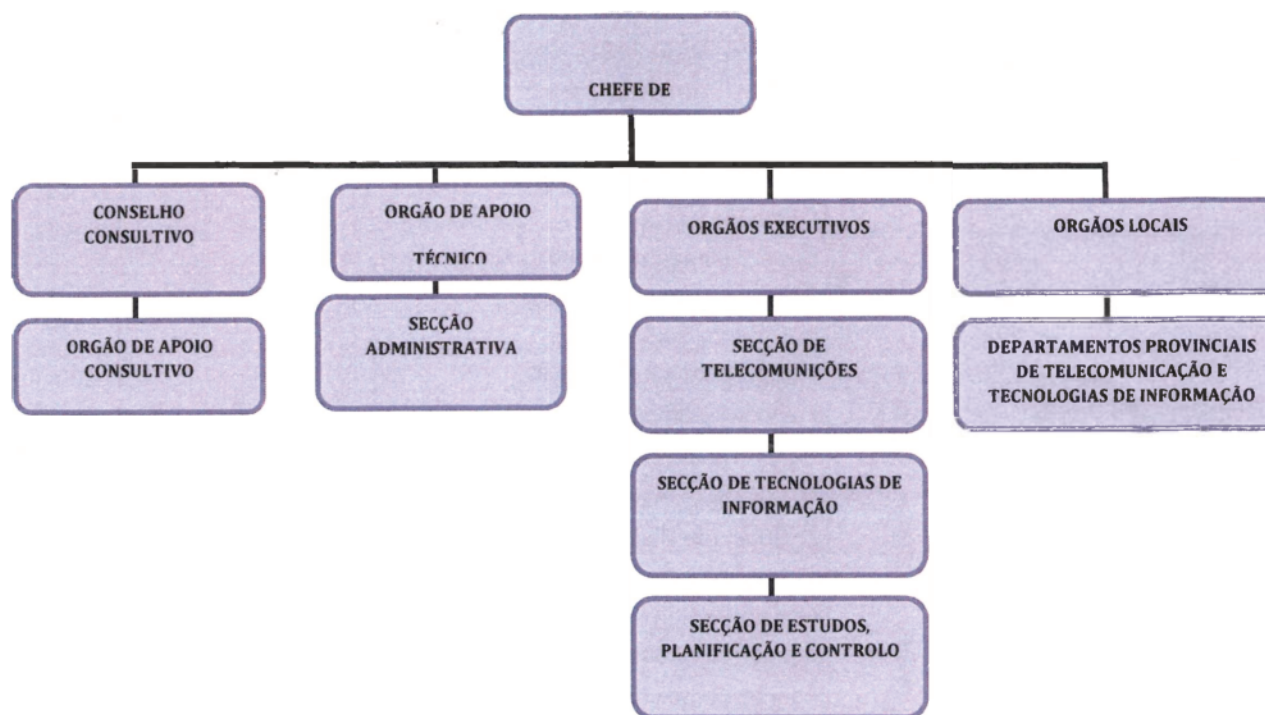 CHEFE DE
CONSELHO
CONSULTIVO
ORGÃO DE APOIO
CONSULTIVO
ORGÃO DE APOIO
TÉCNICO
SECÇÃO
ADMINISTRATIVA
ORGÃOS EXECUTIVOS
SECÇÃO DE
TELECOMUNIÇÕES
SECÇÃO DE TECNOLOGIAS DE
INFORMAÇÃO
SECÇÃO DE ESTUDOS,
PLANIFICAÇÃO E CONTROLO
ORGÃOS LOCAIS
DEPARTAMENTOS PROVINCIAIS
DE TELECOMUNICAÇÃO E
TECNOLOGIAS DE INFORMAÇÃO